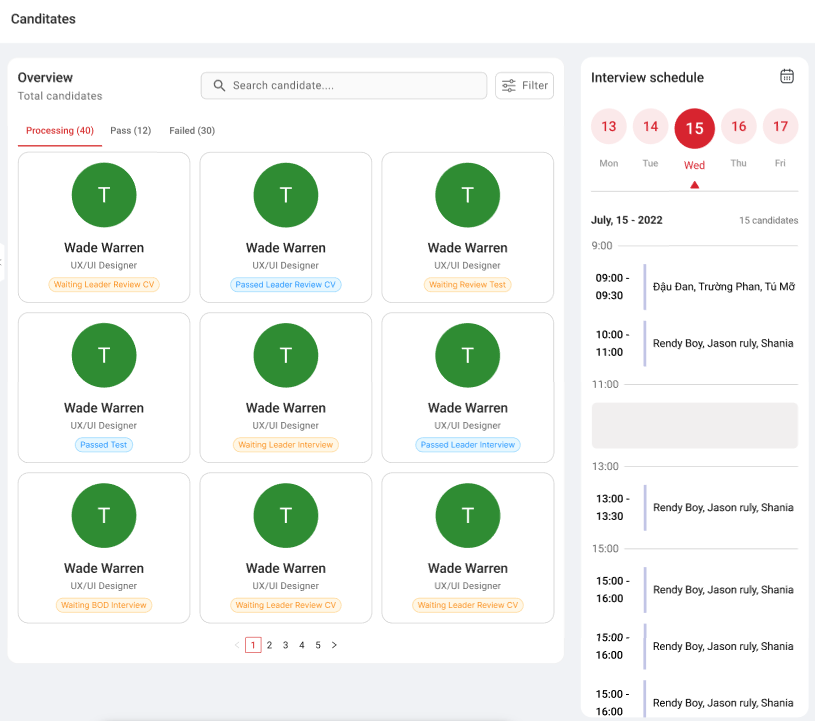 Canditates
Overview
Total candidates
Search candidate....
Filter
Processing (40) Pass (12) Failed (30)
T T T
Wade Warren Wade Warren Wade Warren
UX/UI Designer UX/UI Designer UX/UI Designer
Waiting Leader Review CV Passed Leader Review CV Waiting Review Test
T T T
Wade Warren Wade Warren Wade Warren
UX/UI Designer UX/UI Designer UX/UI Designer
Passed Test Waiting Leader Interview Passed Leader Interview
T T T
Wade Warren Wade Warren Wade Warren
UX/UI Designer UX/UI Designer UX/UI Designer
Waiting BOD Interview Waiting Leader Review CV Waiting Leader Review CV
< 1 2 3 4 5 >
Interview schedule
13 14 15 16 17
Mon Tue Wed Thu Fri
July, 15 - 2022 15 candidates
9:00
09:00 -
09:30
Đậu Đan, Trường Phan, Tú Mỡ
10:00 -
11:00
Rendy Boy, Jason ruly, Shania
11:00
13:00
13:00 -
13:30
Rendy Boy, Jason ruly, Shania
15:00
15:00 -
16:00
Rendy Boy, Jason ruly, Shania
15:00 -
16:00
Rendy Boy, Jason ruly, Shania
15:00 -
16:00
Rendy Boy, Jason ruly, Shania